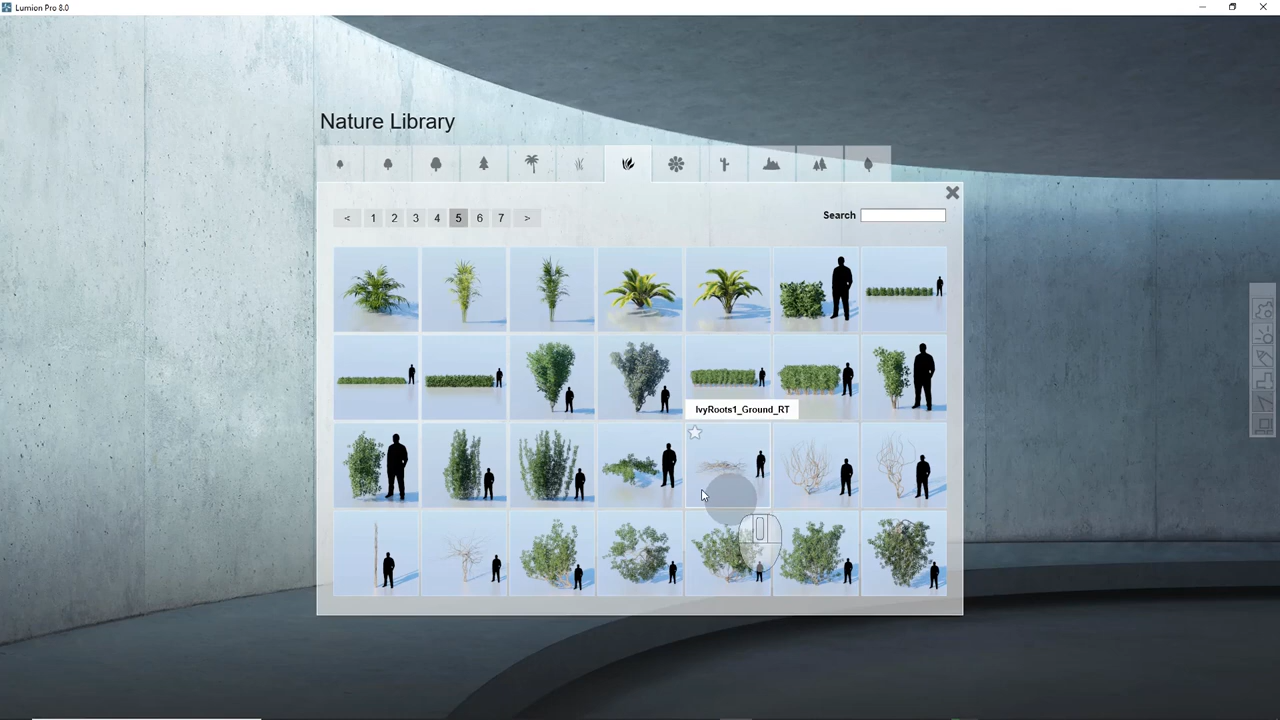 Lumion Pro 8.0
Nature Library
< 1 2 3 4 5 6 7 >
Search
IvyRoots1_Ground_RT